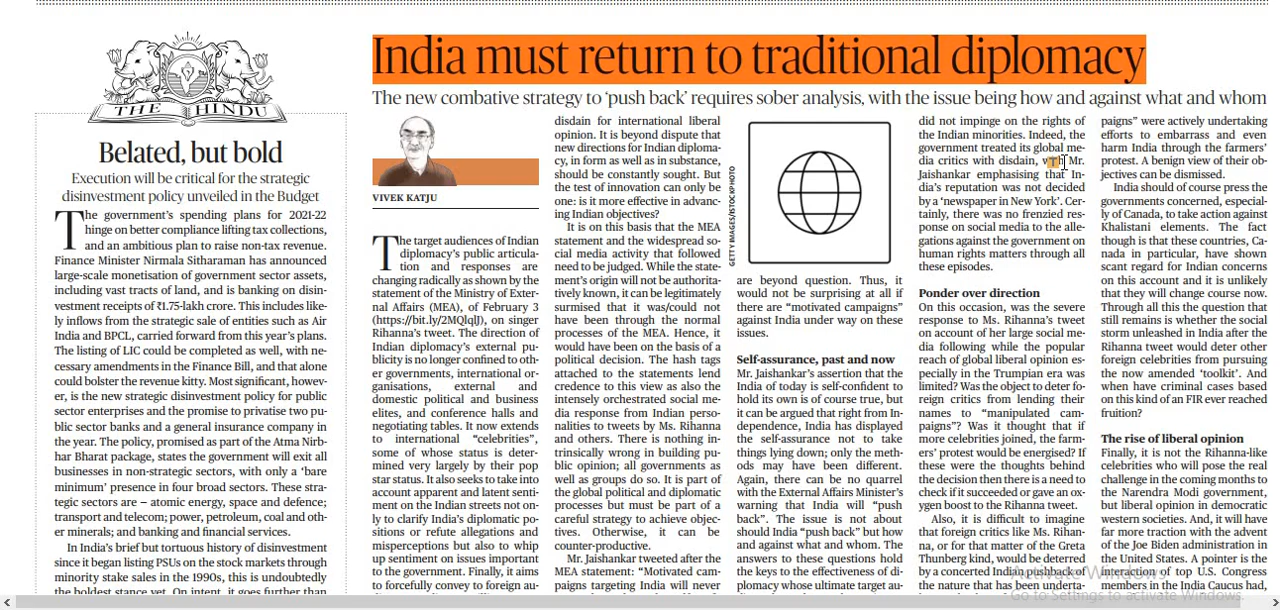 THE HINDU
Belated, but bold
Execution will be critical for the strategic
disinvestment policy unveiled in the Budget
The government's spending plans for 2021-22
hinge on better compliance lifting tax collections,
and an ambitious plan to raise non-tax revenue.
Finance Minister Nirmala Sitharaman has announced
large-scale monetisation of government sector assets,
including vast tracts of land, and is banking on disin-
vestment receipts of ₹1.75-lakh crore. This includes like-
ly inflows from the strategic sale of entities such as Air
India and BPCL, carried forward from this year's plans.
The listing of LIC could be completed as well, with ne-
cessary amendments in the Finance Bill, and that alone
could bolster the revenue kitty. Most significant, howev-
er, is the new strategic disinvestment policy for public
sector enterprises and the promise to privatise two pu-
blic sector banks and a general insurance company in
the year. The policy, promised as part of the Atma Nirb-
har Bharat package, states the government will exit all
businesses in non-strategic sectors, with only a 'bare
minimum' presence in four broad sectors. These stra-
tegic sectors are – atomic energy, space and defence;
transport and telecom; power, petroleum, coal and oth-
er minerals; and banking and financial services.
In India's brief but tortuous history of disinvestment
since it began listing PSUs on the stock markets through
minority stake sales in the 1990s, this is undoubtedly
the boldest stance yet. On intent, it goes further than
India must return to traditional diplomacy
The new combative strategy to 'push back' requires sober analysis, with the issue being how and against what and whom
VIVEK KATJU
The target audiences of Indian
diplomacy's public articula-
tion and responses are
changing radically as shown by the
statement of the Ministry of Exter-
nal Affairs (MEA), of February 3
(https://bit.ly/2MQlqlJ), on singer
Rihanna's tweet. The direction of
Indian diplomacy's external pu-
blicity is no longer confined to oth-
er governments, international or-
ganisations, external and
domestic political and business
elites, and conference halls and
negotiating tables. It now extends
to international "celebrities",
some of whose status is deter-
mined very largely by their pop
star status. It also seeks to take into
account apparent and latent senti-
ment on the Indian streets not on-
ly to clarify India's diplomatic po-
sitions or refute allegations and
misperceptions but also to whip
up sentiment on issues important
to the government. Finally, it aims
to forcefully convey to foreign au-
disdain for international liberal
opinion. It is beyond dispute that
new directions for Indian diploma-
cy, in form as well as in substance,
should be constantly sought. But
the test of innovation can only be
one: is it more effective in advanc-
ing Indian objectives?
It is on this basis that the MEA
statement and the widespread so-
cial media activity that followed
need to be judged. While the state-
ment's origin will not be authorita-
tively known, it can be legitimately
surmised that it was/could not
have been through the normal
processes of the MEA. Hence, it
would have been on the basis of a
political decision. The hash tags
attached to the statements lend
credence to this view as also the
intensely orchestrated social me-
dia response from Indian perso-
nalities to tweets by Ms. Rihanna
and others. There is nothing in-
trinsically wrong in building pu-
blic opinion; all governments as
well as groups do so. It is part of
the global political and diplomatic
processes but must be part of a
careful strategy to achieve objec-
tives. Otherwise, it can be
counter-productive.
Mr. Jaishankar tweeted after the
MEA statement: "Motivated cam-
paigns targeting India will never
GETTY IMAGES/ISTOCKPHOTO
are beyond question. Thus, it
would not be surprising at all if
there are "motivated campaigns"
against India under way on these
issues.
Self-assurance, past and now
Mr. Jaishankar's assertion that the
India of today is self-confident to
hold its own is of course true, but
it can be argued that right from In-
dependence, India has displayed
the self-assurance not to take
things lying down; only the meth-
ods may have been different.
Again, there can be no quarrel
with the External Affairs Minister's
warning that India will "push
back". The issue is not about
should India "push back" but how
and against what and whom. The
answers to these questions hold
the keys to the effectiveness of di-
plomacy whose ultimate target au-
did not impinge on the rights of
the Indian minorities. Indeed, the
government treated its global me-
dia critics with disdain, with Mr.
Jaishankar emphasising that In-
dia's reputation was not decided
by a 'newspaper in New York'. Cer-
tainly, there was no frenzied res-
ponse on social media to the alle-
gations against the government on
human rights matters through all
these episodes.
Ponder over direction
On this occasion, was the severe
response to Ms. Rihanna's tweet
on account of her large social me-
dia following while the popular
reach of global liberal opinion es-
pecially in the Trumpian era was
limited? Was the object to deter fo-
reign critics from lending their
names to "manipulated cam-
paigns"? Was it thought that if
more celebrities joined, the farm-
ers' protest would be energised? If
these were the thoughts behind
the decision then there is a need to
check if it succeeded or gave an ox-
ygen boost to the Rihanna tweet.
Also, it is difficult to imagine
that foreign critics like Ms. Rihan-
na, or for that matter of the Greta
Thunberg kind, would be deterred
by a concerted Indian pushback of
the nature that has been underta-
paigns" were actively undertaking
efforts to embarrass and even
harm India through the farmers'
protest. A benign view of their ob-
jectives can be dismissed.
India should of course press the
governments concerned, especial-
ly of Canada, to take action against
Khalistani elements. The fact
though is that these countries, Ca-
nada in particular, have shown
scant regard for Indian concerns
on this account and it is unlikely
that they will change course now.
Through all this the question that
still remains is whether the social
storm unleashed in India after the
Rihanna tweet would deter other
foreign celebrities from pursuing
the now amended 'toolkit'. And
when have criminal cases based
on this kind of an FIR ever reached
fruition?
The rise of liberal opinion
Finally, it is not the Rihanna-like
celebrities who will pose the real
challenge in the coming months to
the Narendra Modi government,
but liberal opinion in democratic
western societies. And, it will have
far more traction with the advent
of the Joe Biden administration in
the United States. A pointer is the
interaction of top U.S. Congress
members in the India Caucus had,
Activate Windows
Go to Settings to activate Windows.